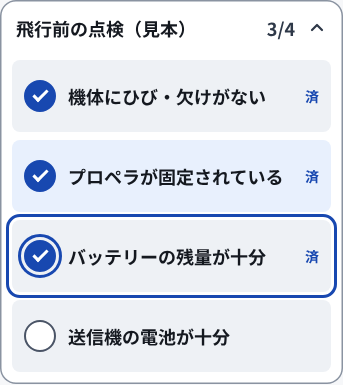 飛行前の点検（見本） 3/4
機体にひび・欠けがない 済
プロペラが固定されている 済
バッテリーの残量が十分 済
送信機の電池が十分